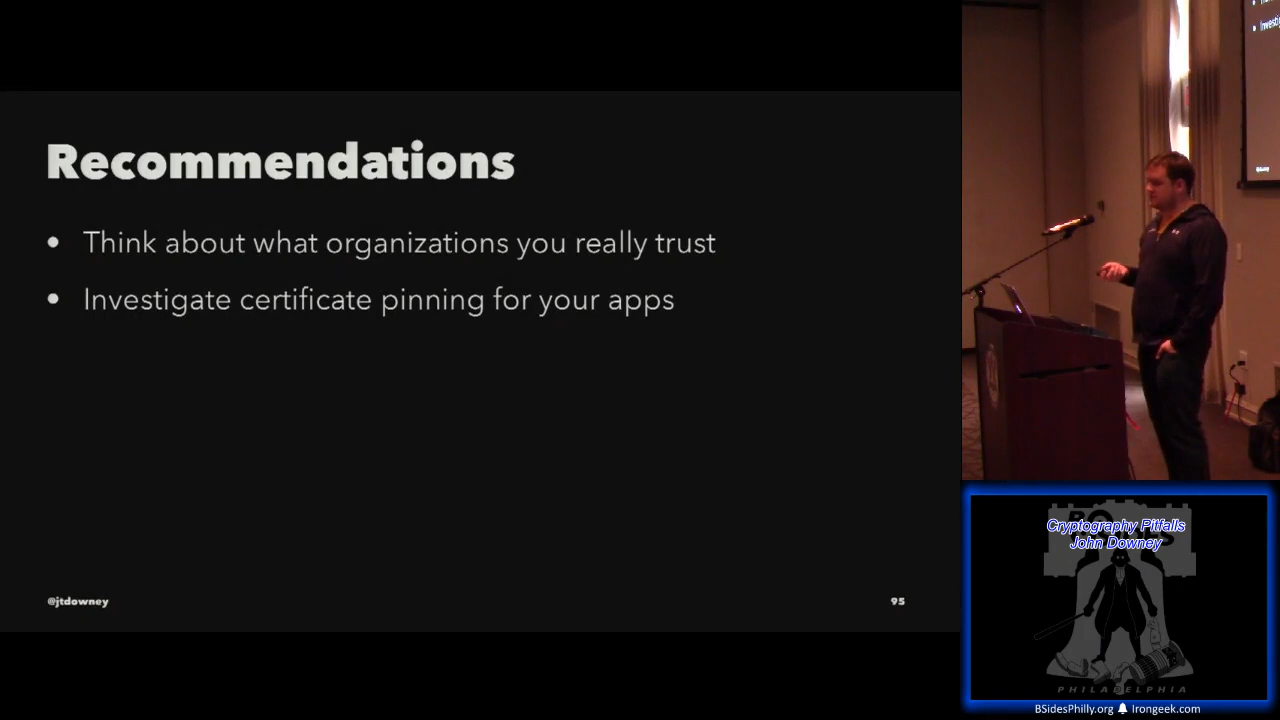 Recommendations
• Think about what organizations you really trust
• Investigate certificate pinning for your apps
@jtdowney
95
Cryptography Pitfalls
John Downey
PHILADELPHIA
BSidesPhilly.org Irongeek.com